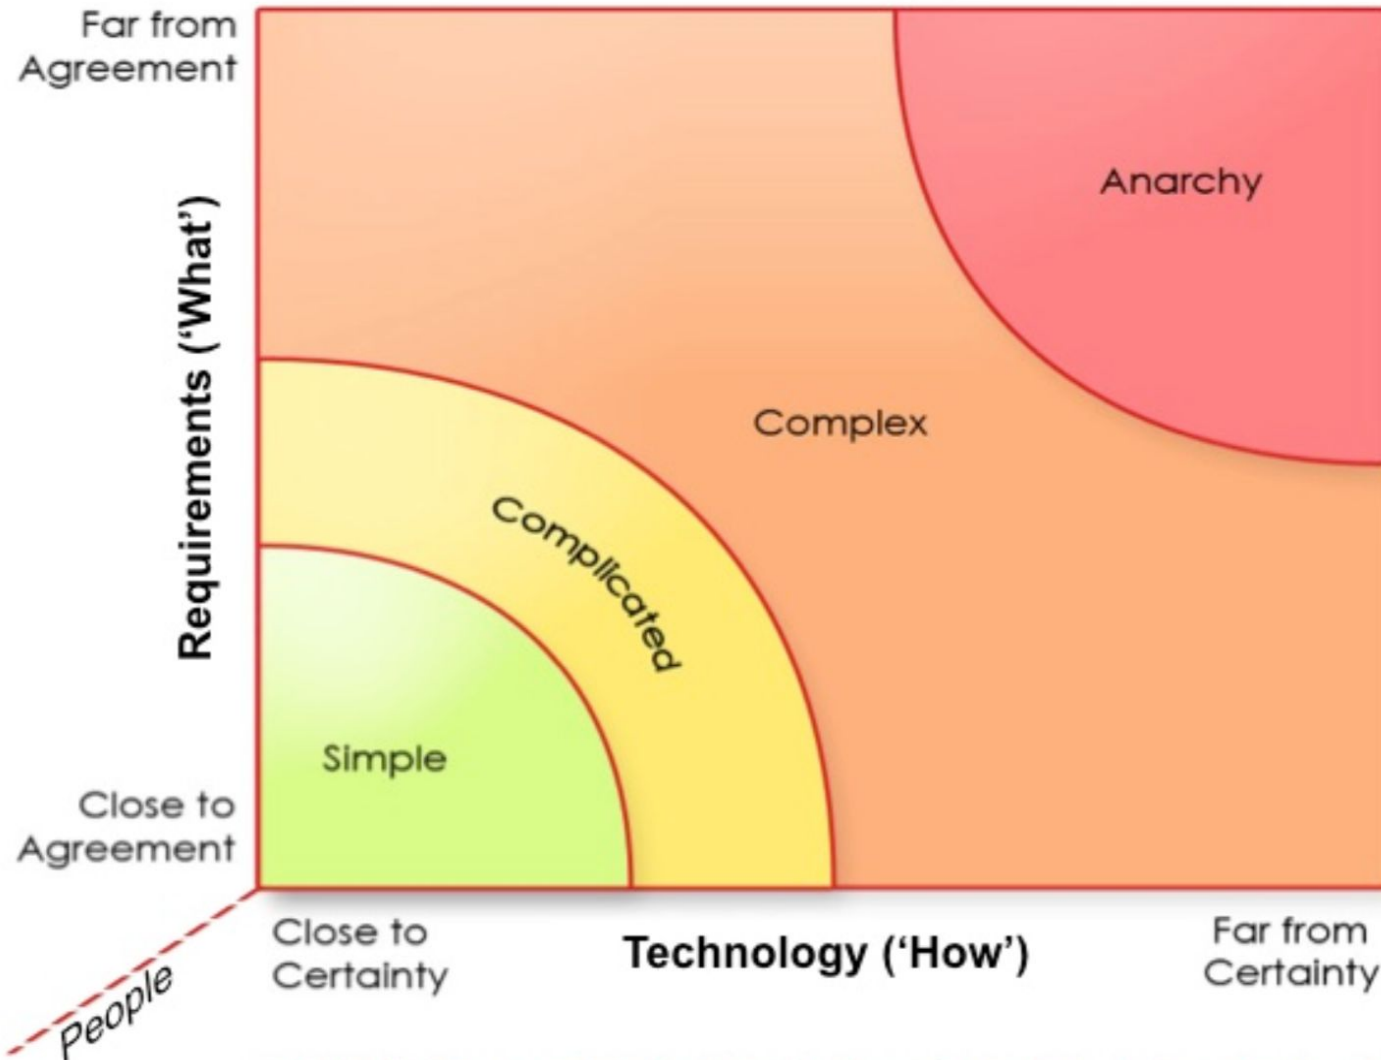 Far from
Agreement
Anarchy
Requirements (‘What’)
Complex
Complicated
Simple
Close to
Agreement
Close to
Certainty
Technology (‘How’)
Far from
Certainty
People